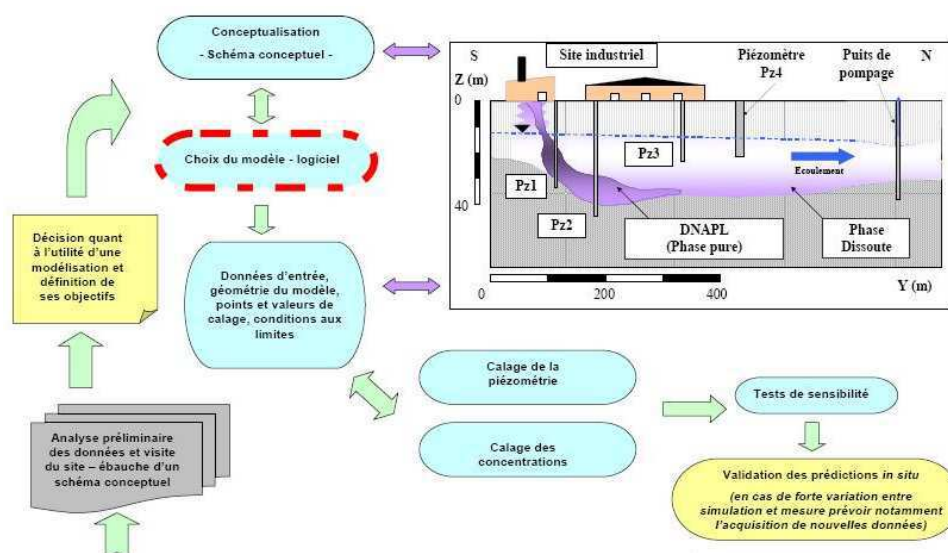 Conceptualisation
- Schéma conceptuel -
Choix du modèle - logiciel
Décision quant
à l'utilité d'une
modélisation et
définition de
ses objectifs
Données d'entrée,
géométrie du modèle,
points et valeurs de
calage, conditions aux
limites
Analyse préliminaire
des données et visite
du site – ébauche d'un
schéma conceptuel
S
Site industriel
Piézomètre
Pz4
Puits de
pompage
N
Z (m)
0
40
Pz1
Pz2
Pz3
Ecoulement
DNAPL
(Phase pure)
Phase
Dissoute
0
200
400
Y (m)
Calage de la
piézométrie
Calage des
concentrations
Tests de sensibilité
Validation des prédictions in situ
(en cas de forte variation entre
simulation et mesure prévoir notamment
l'acquisition de nouvelles données)